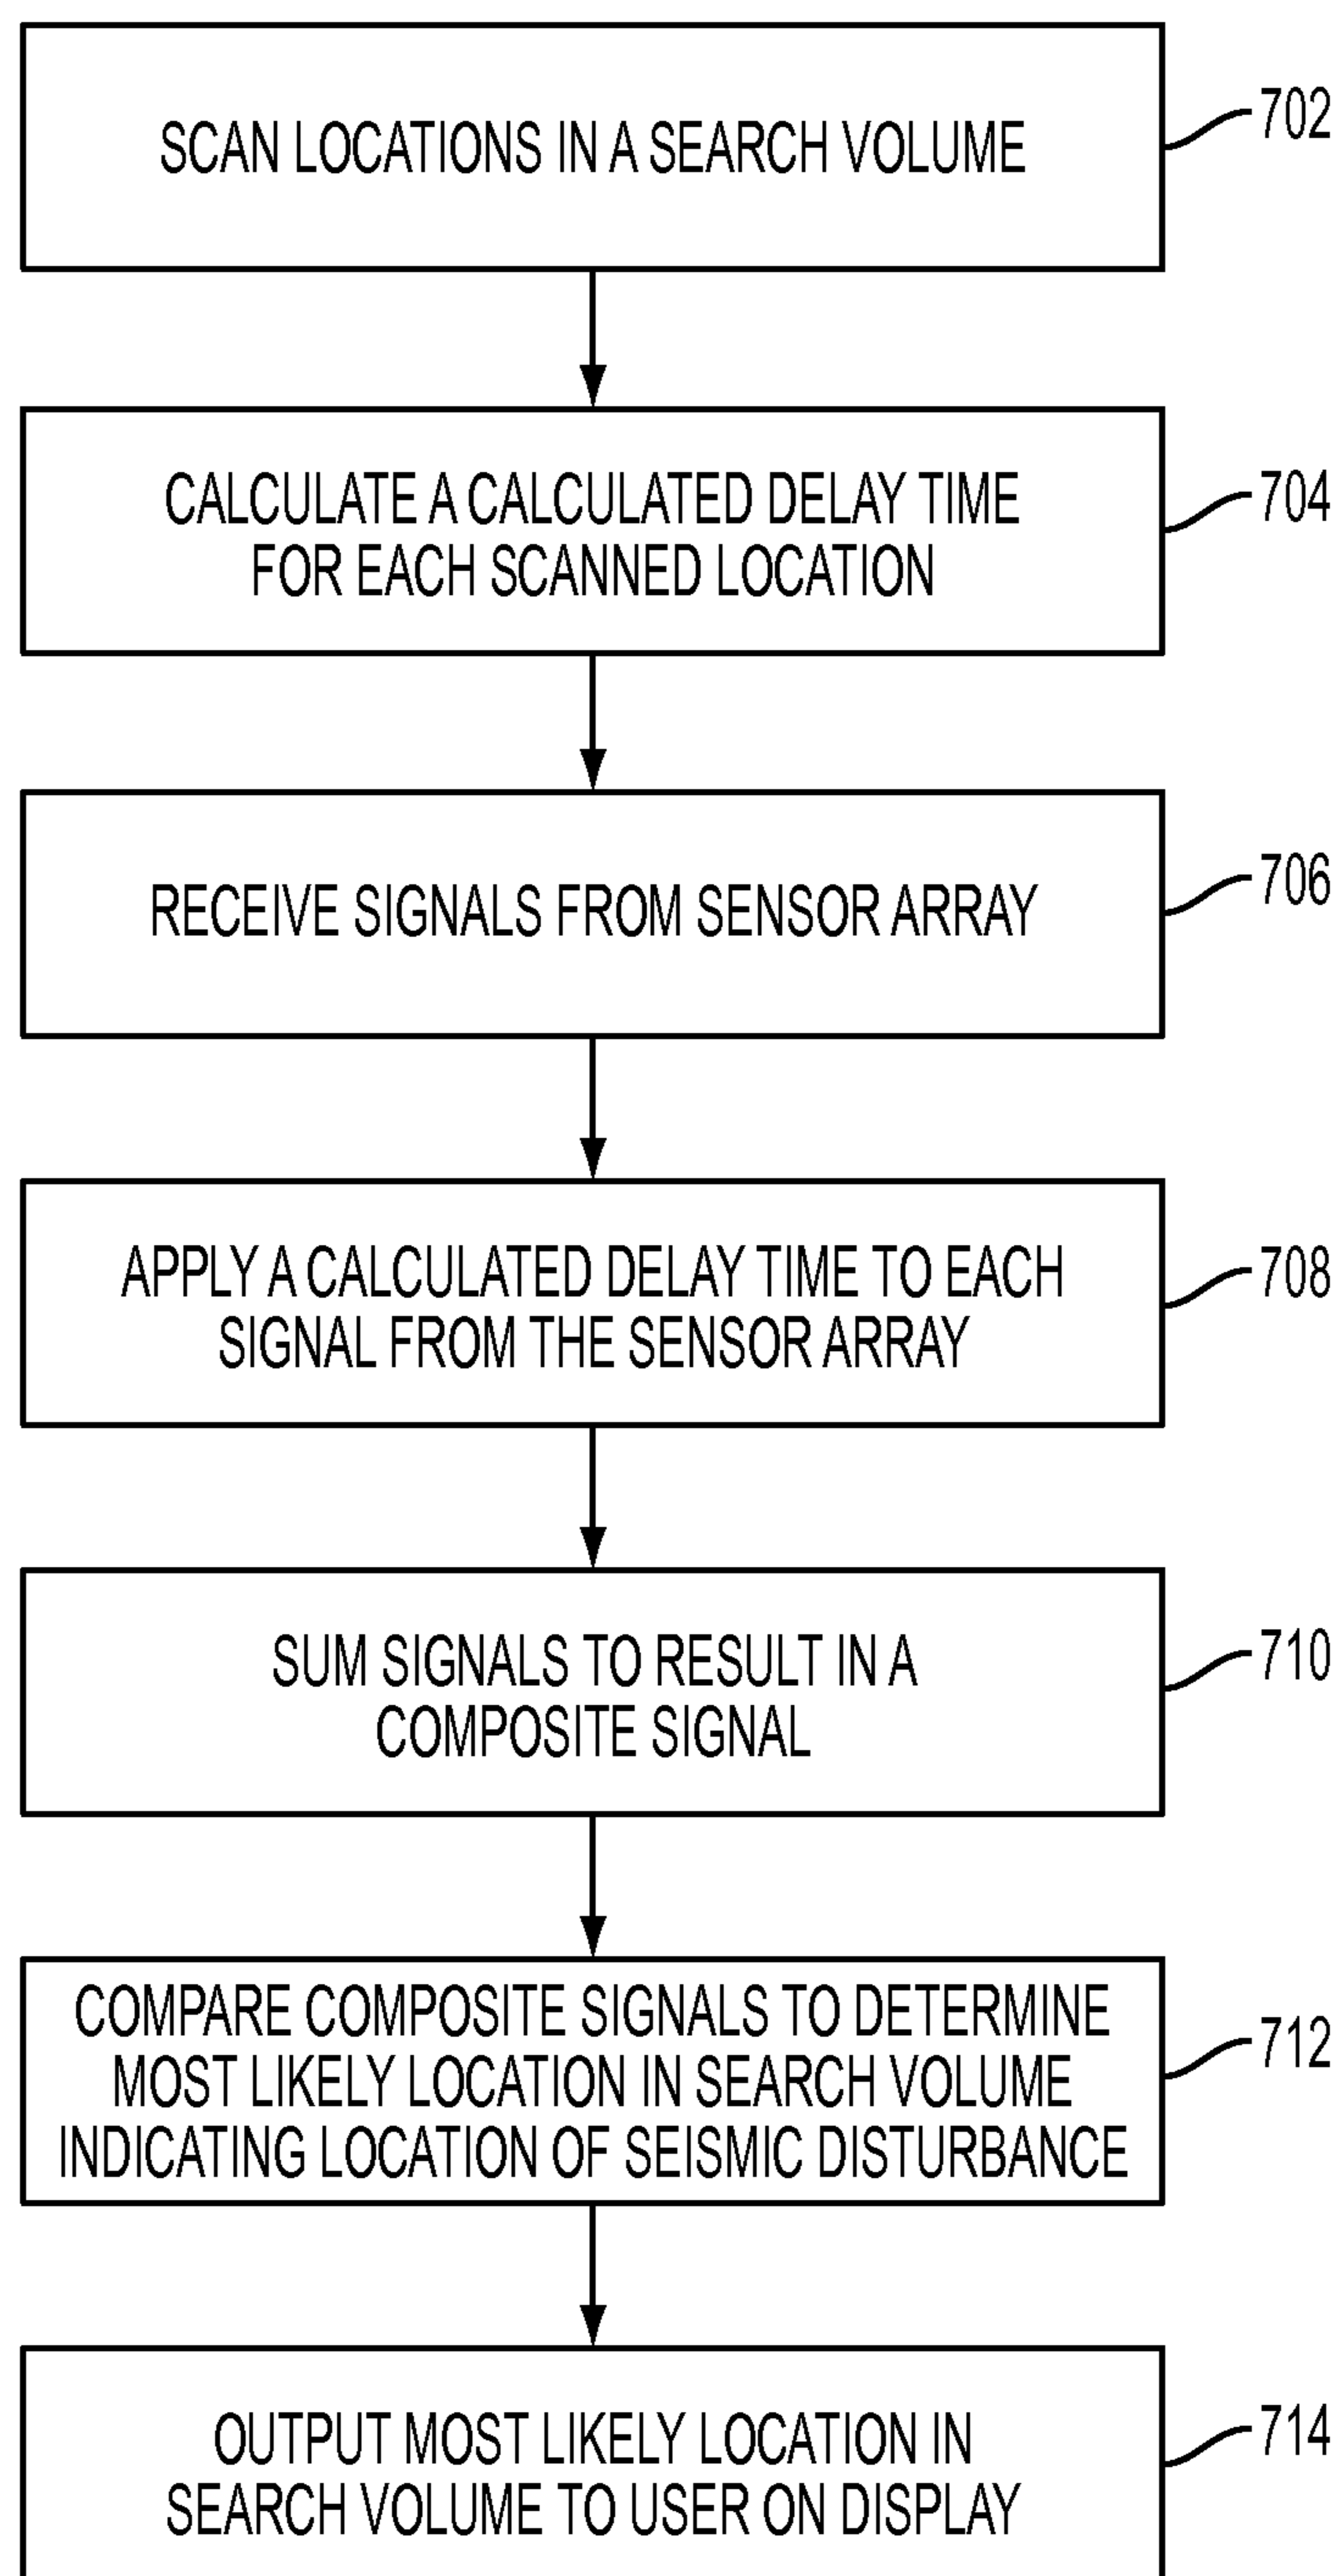 SCAN LOCATIONS IN A SEARCH VOLUME
702
CALCULATE A CALCULATED DELAY TIME
FOR EACH SCANNED LOCATION
704
RECEIVE SIGNALS FROM SENSOR ARRAY
706
APPLY A CALCULATED DELAY TIME TO EACH
SIGNAL FROM THE SENSOR ARRAY
708
SUM SIGNALS TO RESULT IN A
COMPOSITE SIGNAL
710
COMPARE COMPOSITE SIGNALS TO DETERMINE
MOST LIKELY LOCATION IN SEARCH VOLUME
INDICATING LOCATION OF SEISMIC DISTURBANCE
712
OUTPUT MOST LIKELY LOCATION IN
SEARCH VOLUME TO USER ON DISPLAY
714